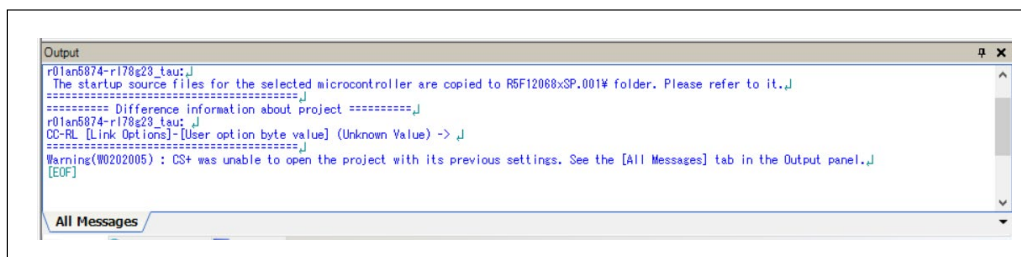 Output
r01an5874-rl78g23_tau:↲
The startup source files for the selected microcontroller are copied to R5F12068xSP.001¥ folder. Please refer to it.↲
=======================================↲
========== Difference information about project ==========↲
r01an5874-rl78g23_tau: ↲
CC-RL [Link Options]-[User option byte value] (Unknown Value) -> ↲
=======================================↲
Warning(W0202005) : CS+ was unable to open the project with its previous settings. See the [All Messages] tab in the Output panel.↲
[EOF]
All Messages